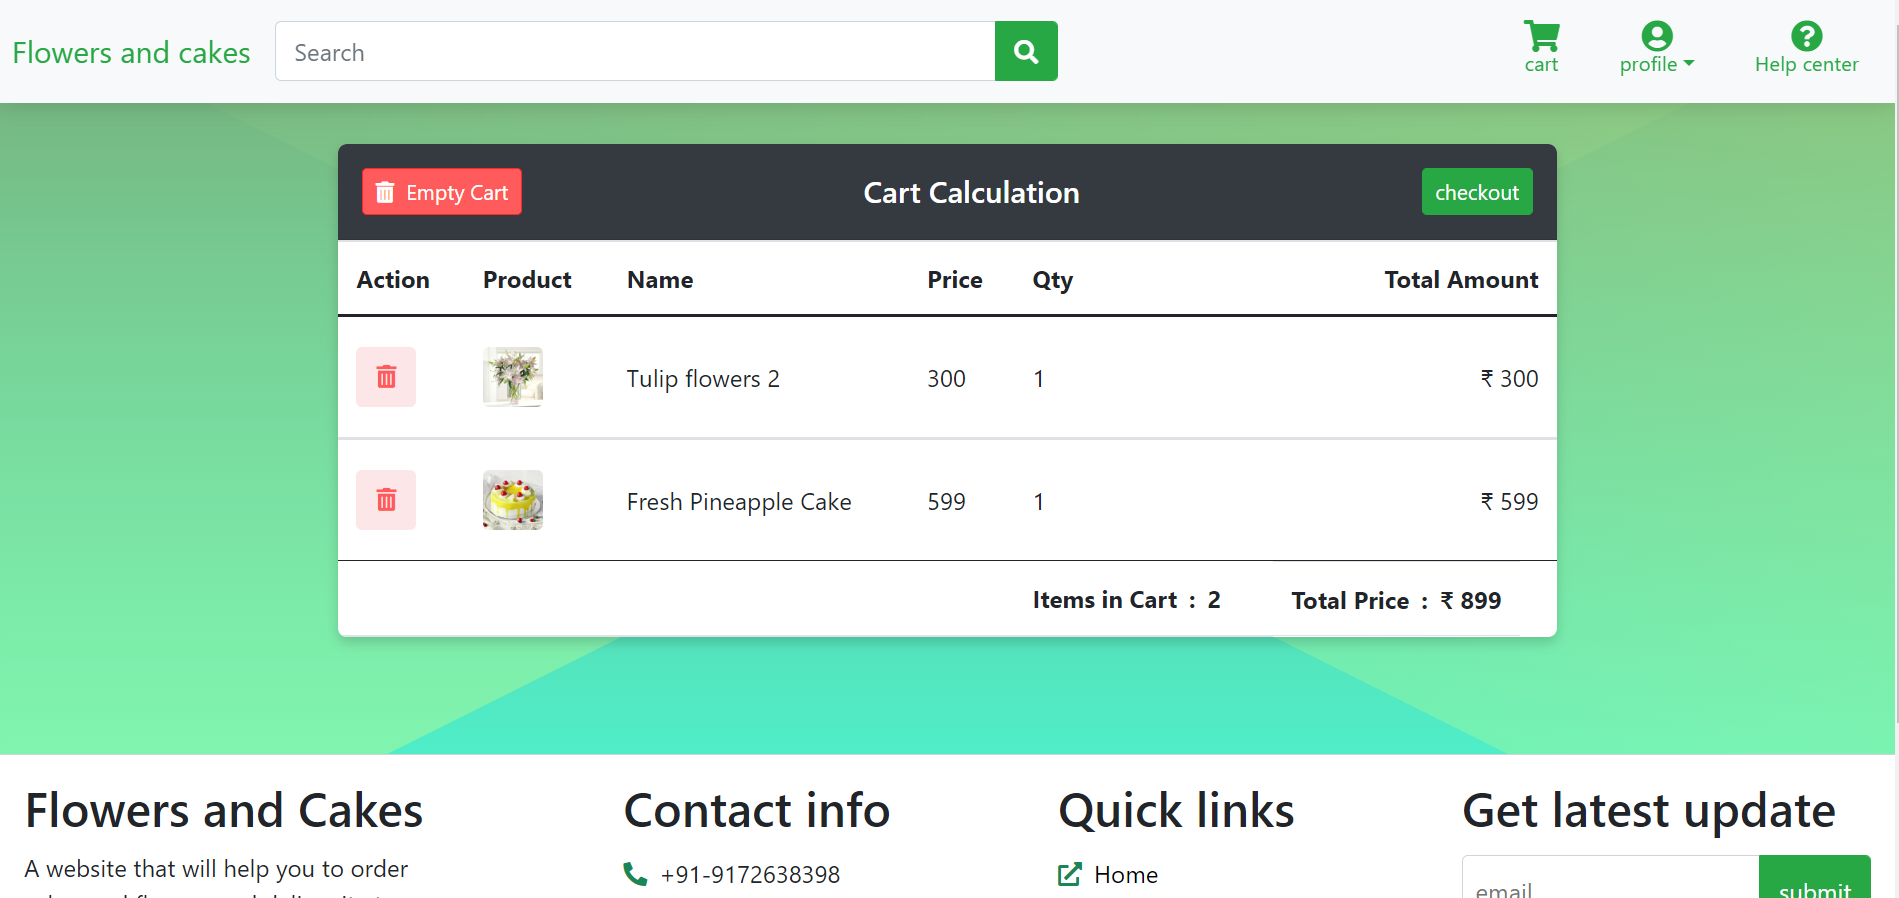 Flowers and cakes
Search
cart
profile
Help center
Empty Cart
Cart Calculation
checkout
Action Product Name Price Qty Total Amount
Tulip flowers 2 300 1 ₹ 300
Fresh Pineapple Cake 599 1 ₹ 599
Items in Cart : 2 Total Price : ₹ 899
Flowers and Cakes
A website that will help you to order
Contact info
+91-9172638398
Quick links
Home
Get latest update
email
submit